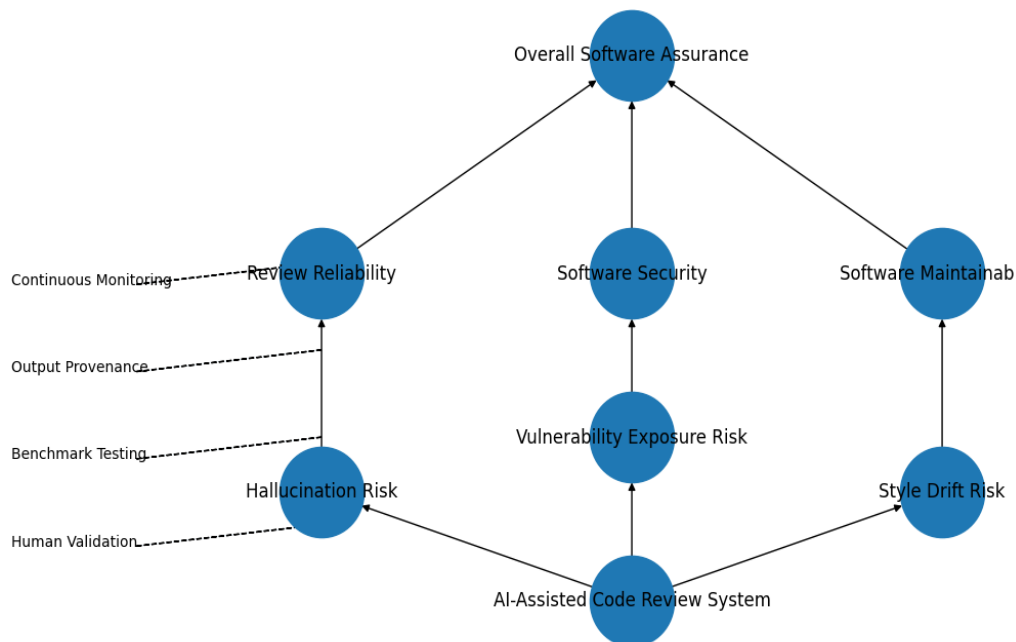 Overall Software Assurance
Continuous Monitoring
Review Reliability
Software Security
Software Maintainab
Output Provenance
Benchmark Testing
Vulnerability Exposure Risk
Hallucination Risk
Style Drift Risk
Human Validation
AI-Assisted Code Review System